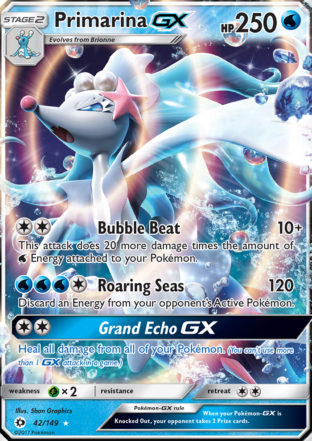 STAGE2
Primarina GX
HP 250
Evolves from Brionne
Bubble Beat 10+
This attack does 20 more damage times the amount of
Energy attached to your Pokémon.
Roaring Seas 120
Discard an Energy from your opponent's Active Pokémon.
Grand Echo GX
Heal all damage from all of your Pokémon. (You can't use more
than 1 GX attack in a game.)
weakness ×2 resistance retreat
Illus. 5ban Graphics
42/149
Pokémon-GX rule
When your Pokémon-GX is
Knocked Out, your opponent takes 2 Prize cards.
©2017 Pokémon